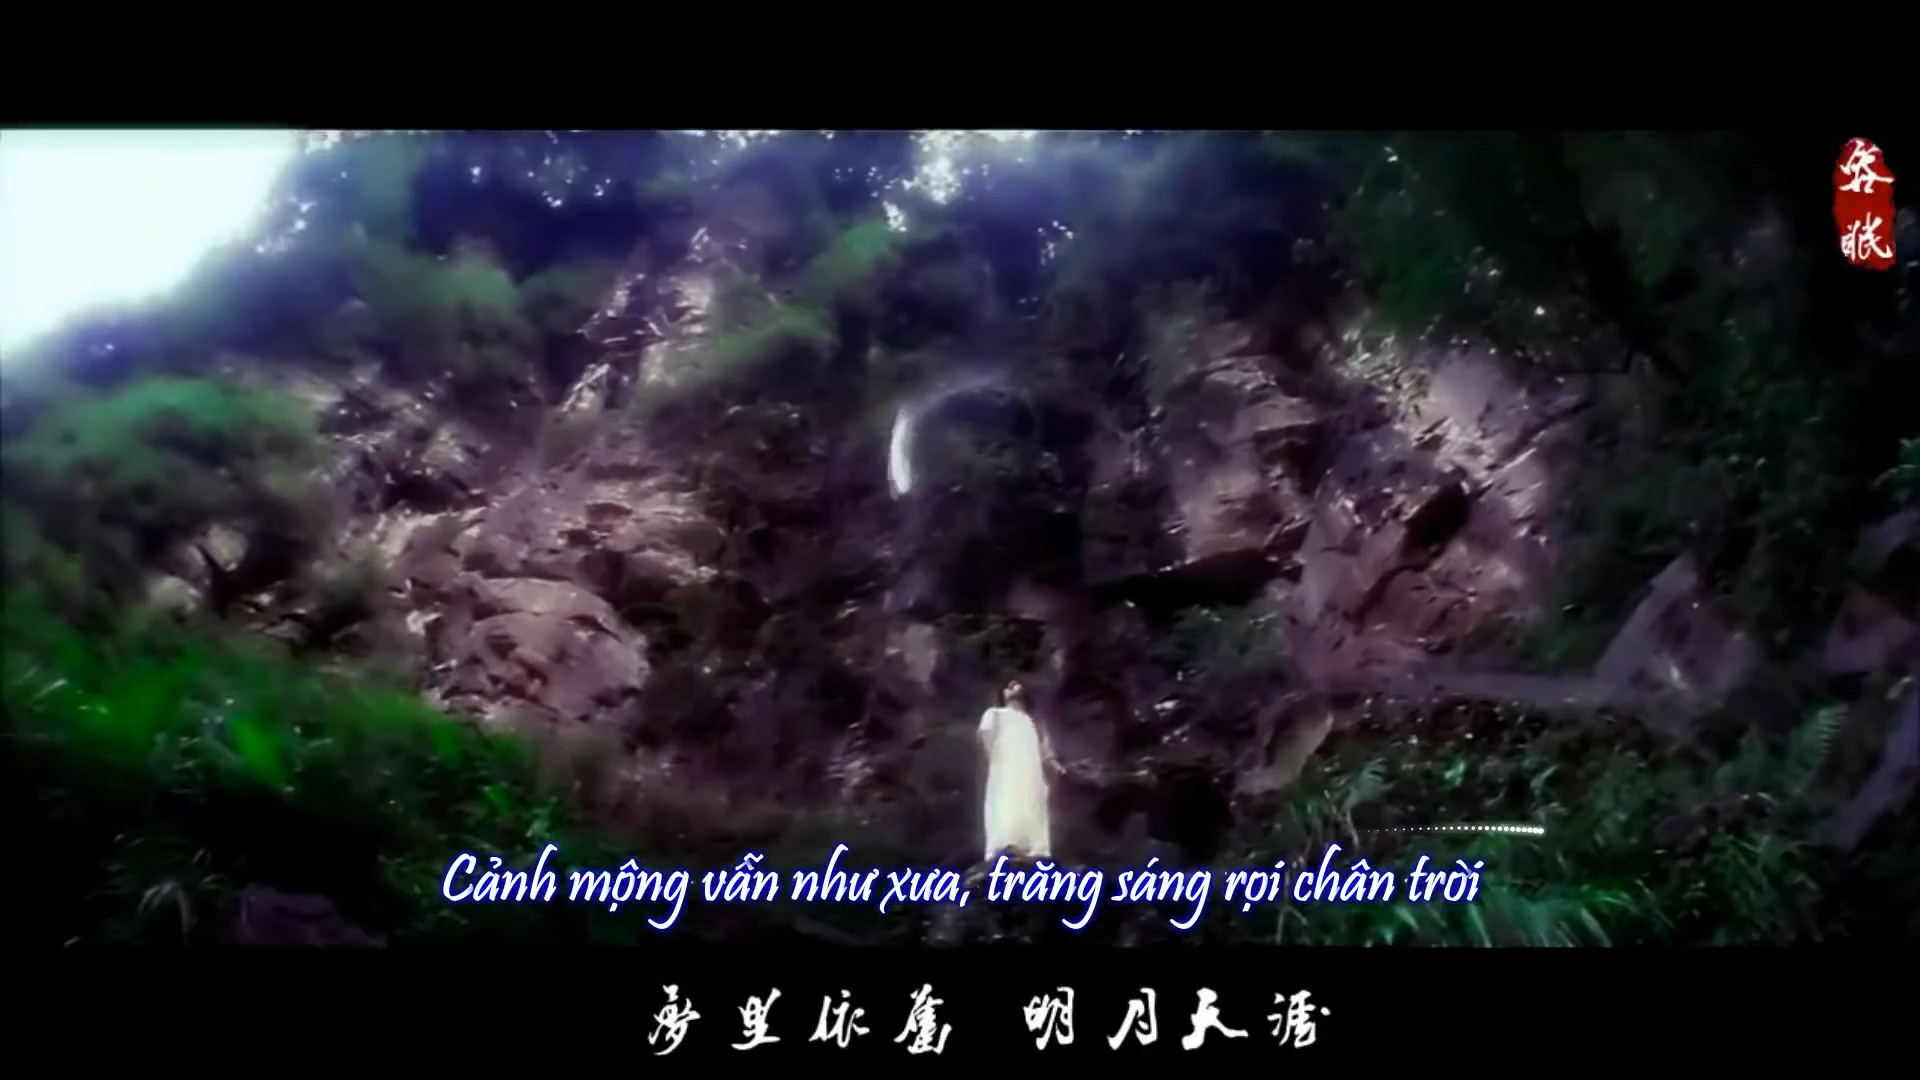 Cảnh mộng vẫn như xưa, trăng sáng rọi chân trời
夢里依舊 明月天涯